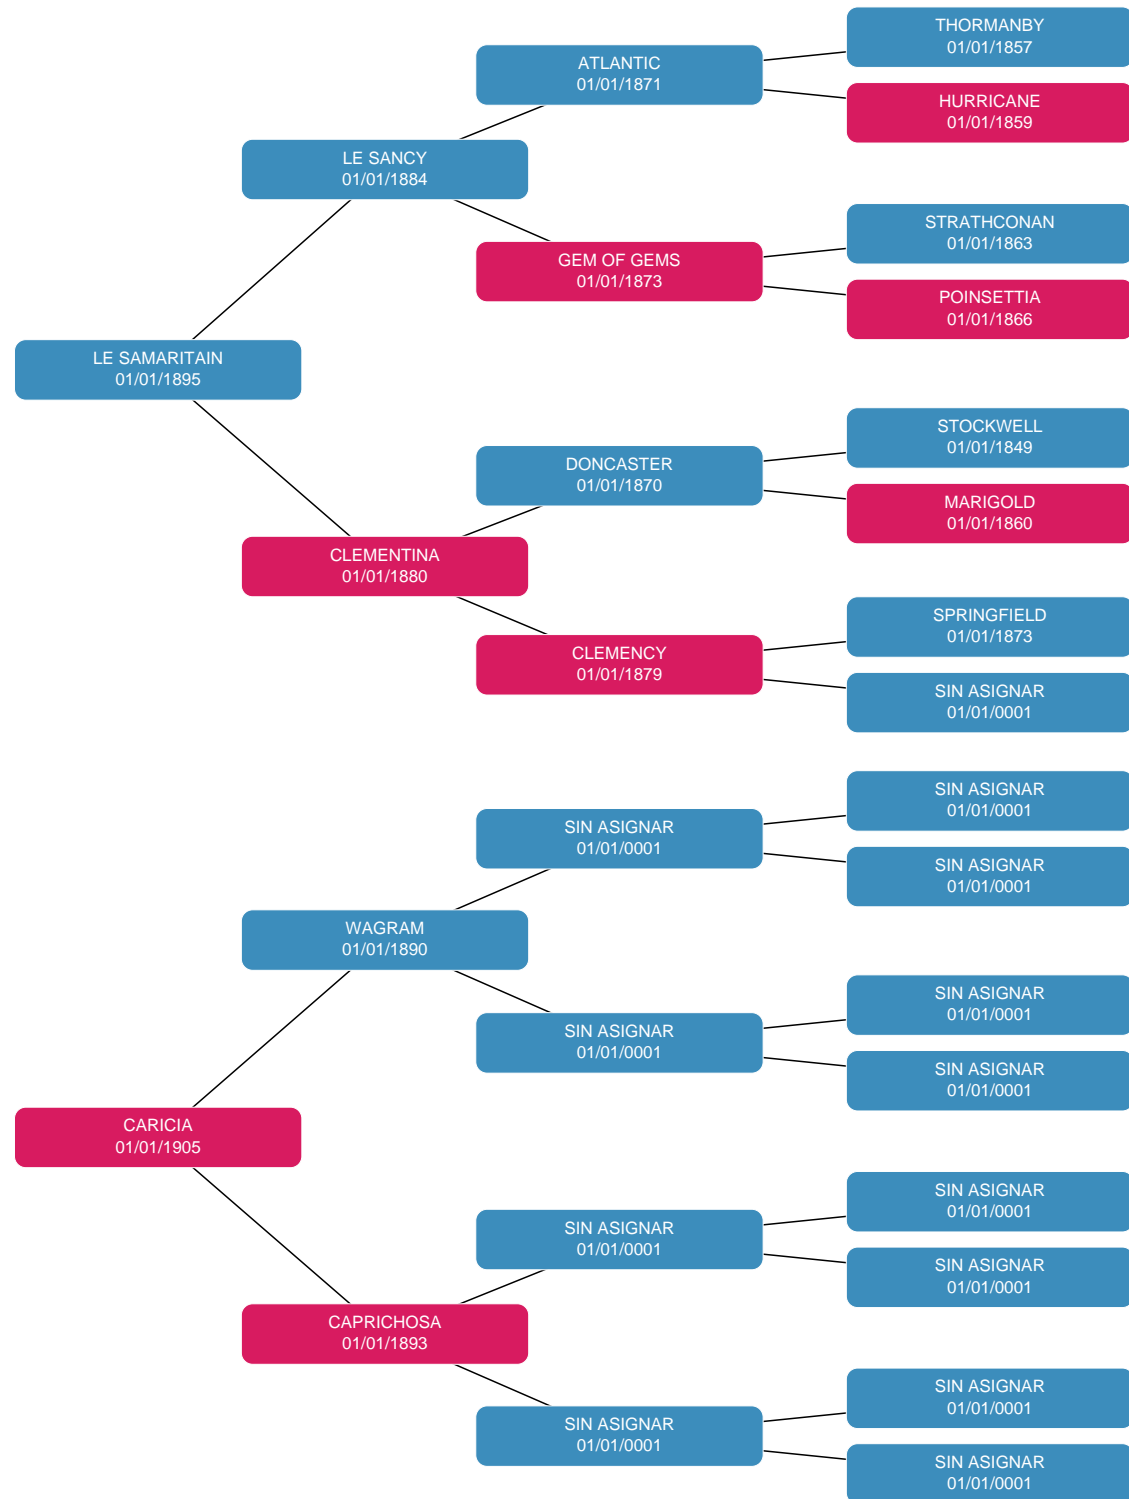 THORMANBY
01/01/1857
ATLANTIC
01/01/1871
HURRICANE
01/01/1859
LE SANCY
01/01/1884
STRATHCONAN
01/01/1863
GEM OF GEMS
01/01/1873
POINSETTIA
01/01/1866
LE SAMARITAIN
01/01/1895
STOCKWELL
01/01/1849
DONCASTER
01/01/1870
MARIGOLD
01/01/1860
CLEMENTINA
01/01/1880
SPRINGFIELD
01/01/1873
CLEMENCY
01/01/1879
SIN ASIGNAR
01/01/0001
SIN ASIGNAR
01/01/0001
SIN ASIGNAR
01/01/0001
SIN ASIGNAR
01/01/0001
WAGRAM
01/01/1890
SIN ASIGNAR
01/01/0001
SIN ASIGNAR
01/01/0001
SIN ASIGNAR
01/01/0001
CARICIA
01/01/1905
SIN ASIGNAR
01/01/0001
SIN ASIGNAR
01/01/0001
SIN ASIGNAR
01/01/0001
CAPRICHOSA
01/01/1893
SIN ASIGNAR
01/01/0001
SIN ASIGNAR
01/01/0001
SIN ASIGNAR
01/01/0001